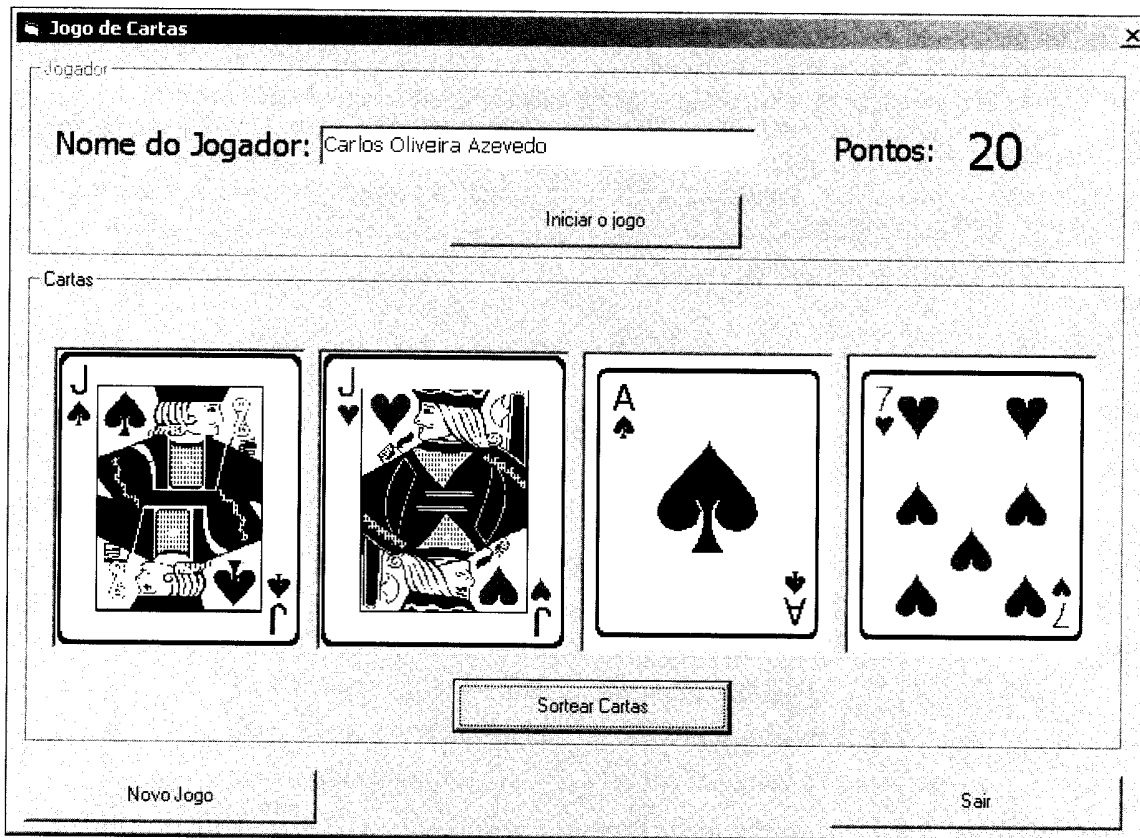 Jogo de Cartas
Jogador
Nome do Jogador: Carlos Oliveira Azevedo Pontos: 20
Iniciar o jogo
Cartas
J J A 7
J J A 7
Sortear Cartas
Novo Jogo Sair